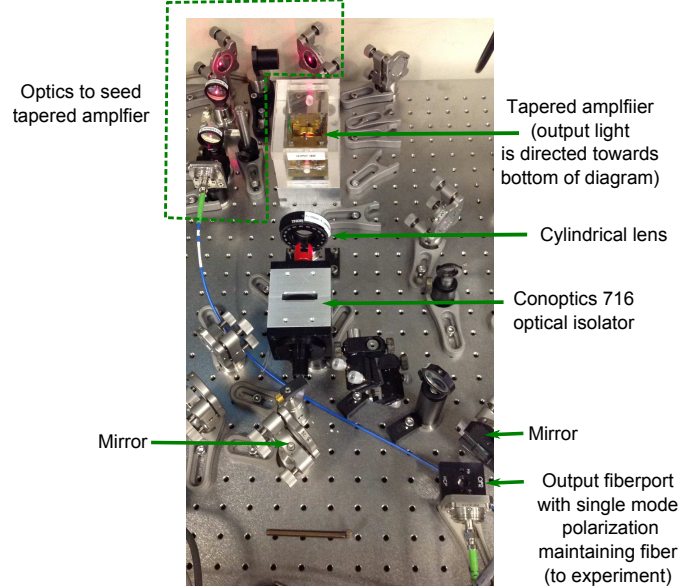 Optics to seed
tapered amplfier
Tapered amplfiier
(output light
is directed towards
bottom of diagram)
Cylindrical lens
Conoptics 716
optical isolator
Mirror
Mirror
Output fiberport
with single mode
polarization
maintaining fiber
(to experiment)